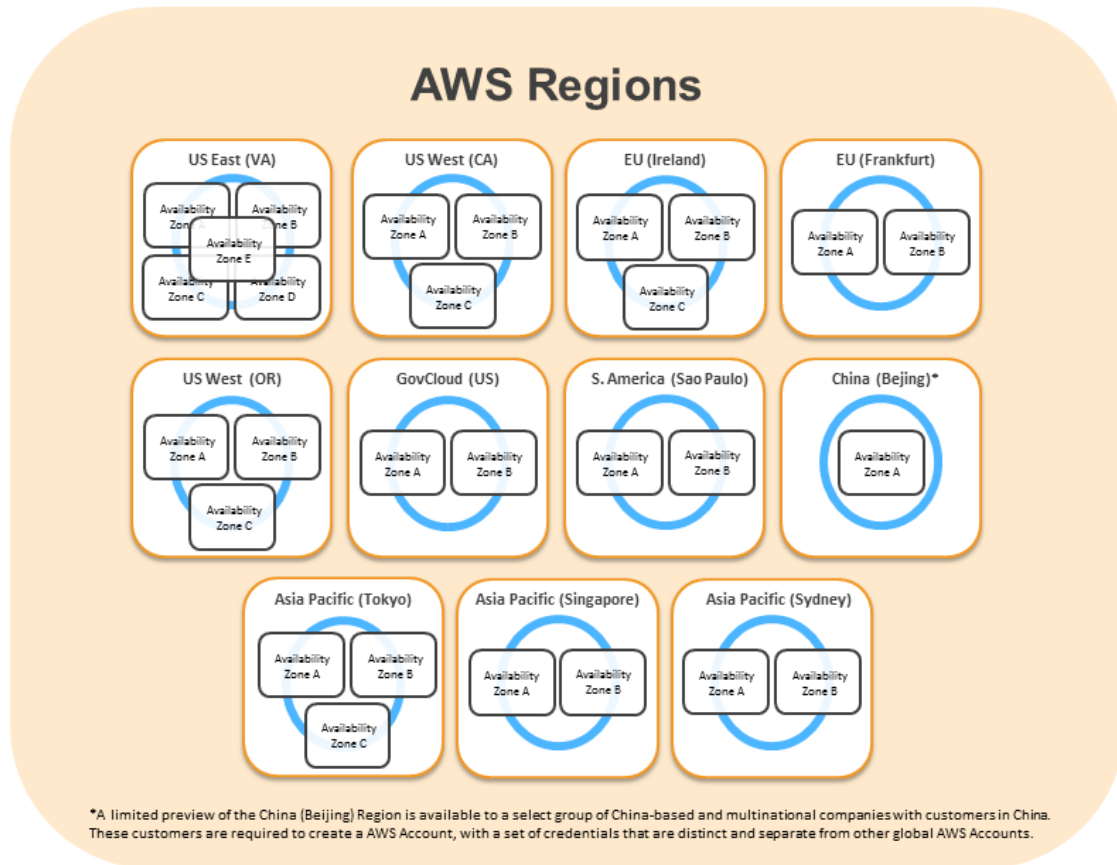 AWS Regions
US East (VA)
Availability
Zone A
Availability
Zone B
Availability
Zone E
Availability
Zone C
Availability
Zone D
US West (CA)
Availability
Zone A
Availability
Zone B
Availability
Zone C
EU (Ireland)
Availability
Zone A
Availability
Zone B
Availability
Zone C
EU (Frankfurt)
Availability
Zone A
Availability
Zone B
US West (OR)
Availability
Zone A
Availability
Zone B
Availability
Zone C
GovCloud (US)
Availability
Zone A
Availability
Zone B
S. America (Sao Paulo)
Availability
Zone A
Availability
Zone B
China (Bejing)*
Availability
Zone A
Asia Pacific (Tokyo)
Availability
Zone A
Availability
Zone B
Availability
Zone C
Asia Pacific (Singapore)
Availability
Zone A
Availability
Zone B
Asia Pacific (Sydney)
Availability
Zone A
Availability
Zone B
*A limited preview of the China (Beijing) Region is available to a select group of China-based and multinational companies with customers in China.
These customers are required to create a AWS Account, with a set of credentials that are distinct and separate from other global AWS Accounts.